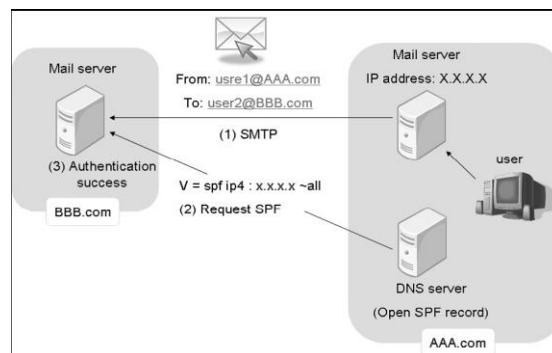 Mail server
From: usre1@AAA.com
To: user2@BBB.com
(1) SMTP
(3) Authentication
success
BBB.com
V = spf ip4 : x.x.x.x ~all
(2) Request SPF
Mail server
IP address: X.X.X.X
user
DNS server
(Open SPF record)
AAA.com